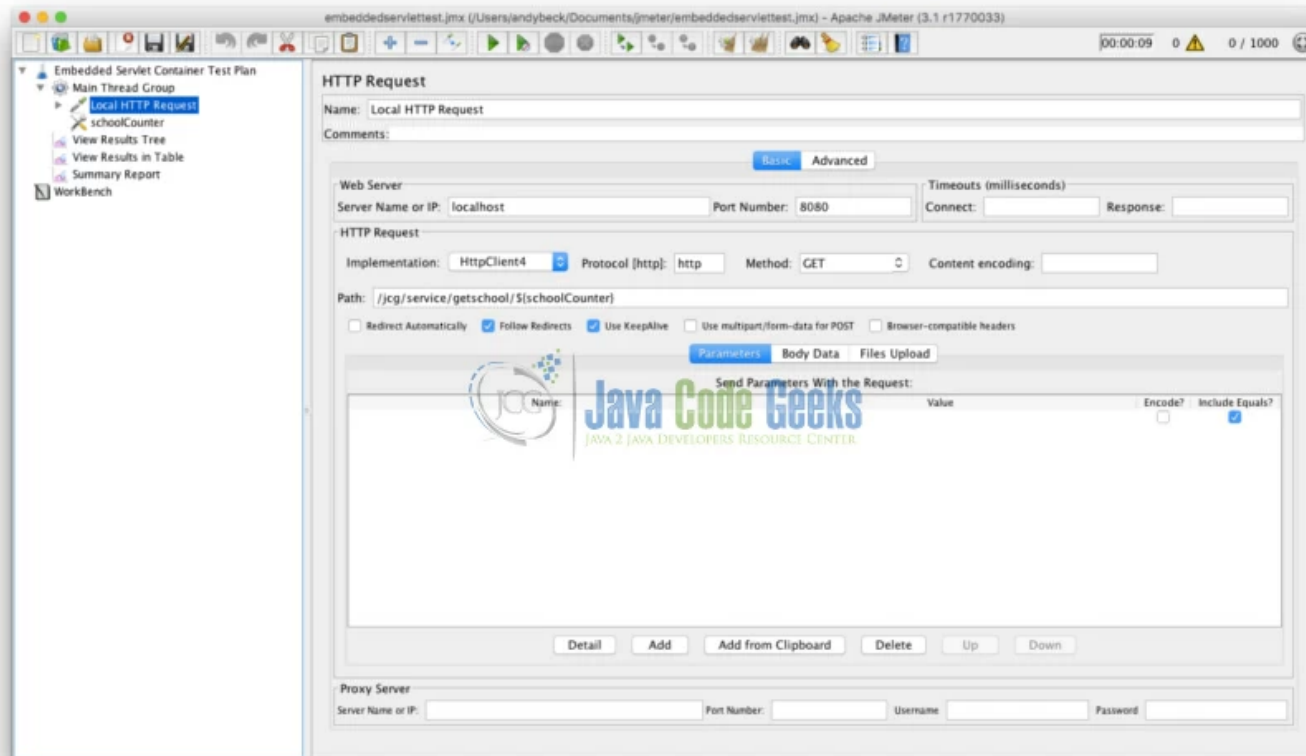 embeddedservlettest.jmx (/Users/andybeck/Documents/jmeter/embeddedservlettest.jmx) - Apache JMeter (3.1 r1770033)
00:00:09 0 0 / 1000
Embedded Servlet Container Test Plan
Main Thread Group
Local HTTP Request
schoolCounter
View Results Tree
View Results in Table
Summary Report
WorkBench
HTTP Request
Name: Local HTTP Request
Comments:
Basic Advanced
Web Server
Server Name or IP: localhost Port Number: 8080
Timeouts (milliseconds)
Connect: Response:
HTTP Request
Implementation: HttpClient4 Protocol [http]: http Method: GET Content encoding:
Path: /jcg/service/getschool/${schoolCounter}
Redirect Automatically Follow Redirects Use KeepAlive Use multipart/form-data for POST Browser-compatible headers
Parameters Body Data Files Upload
Send Parameters With the Request:
Name: Value Encode? Include Equals?
JCG Java Code Geeks
JAVA 2 JAVA DEVELOPERS RESOURCE CENTER
Detail Add Add from Clipboard Delete Up Down
Proxy Server
Server Name or IP: Port Number: Username Password